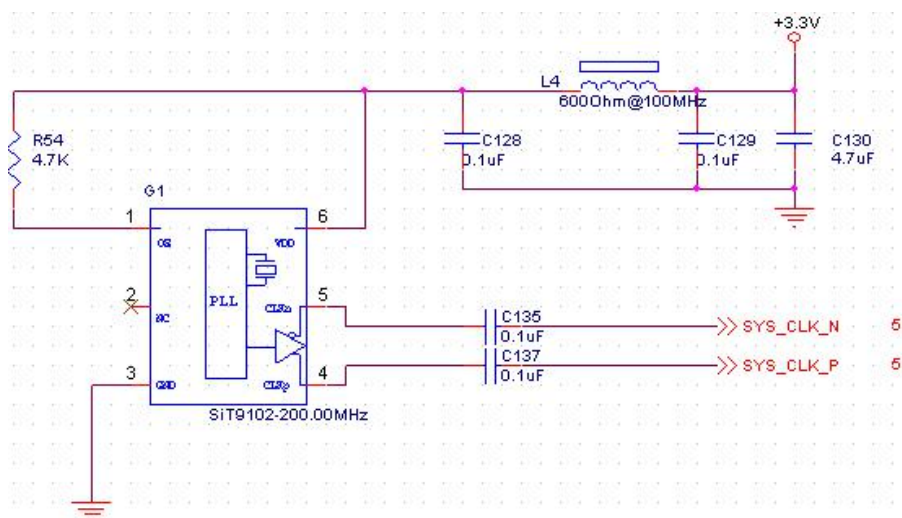 +3.3V
L4
600Ohm@100MHz
R54
4.7K
C128
0.1uF
C129
0.1uF
C130
4.7uF
G1
1
6
OE
VDD
2
PLL
5
NC
CLKn
C135
0.1uF
SYS_CLK_N 5
C137
0.1uF
SYS_CLK_P 5
3
4
GND
CLKp
SiT9102-200.00MHz